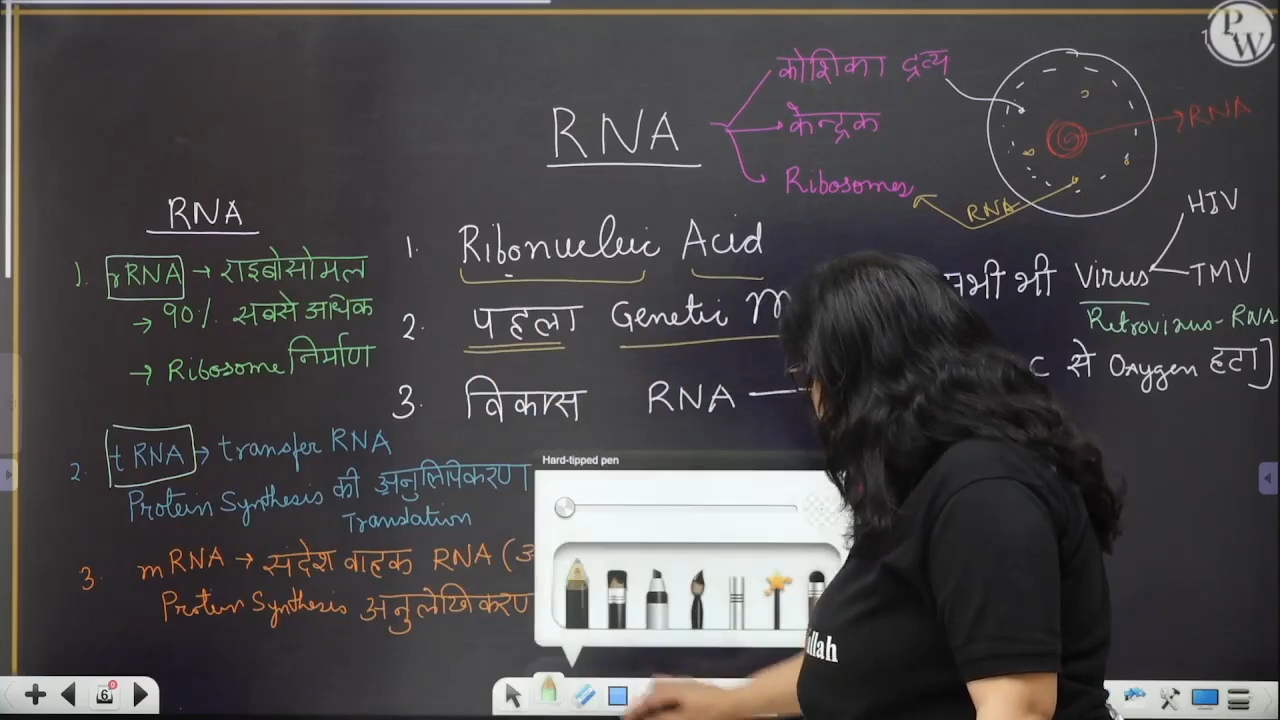 PW
कोशिका द्रव्य
RNA
केन्द्रक
Ribosomes
RNA
RNA
HIV
Virus
TMV
Retrovirus-RNA
C से Oxygen हटा]
1. Ribonucleic Acid
2. पहला Genetic M
3. विकास RNA
RNA
1. rRNA → राइबोसोमल
→ 90% सबसे अधिक
→ Ribosome निर्माण
2. tRNA → transfer RNA
Protein Synthesis की अनुलिपिकरण
Translation
3. mRNA → संदेश वाहक RNA (
Protein Synthesis अनुलेखिकरण
Hard-tipped pen
6
llah